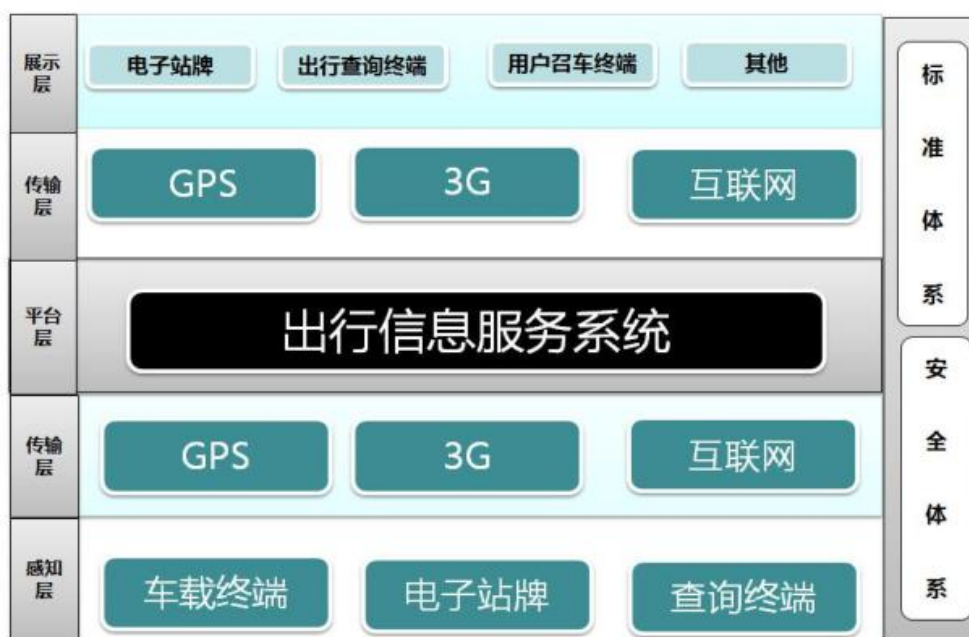 展示层
电子站牌
出行查询终端
用户召车终端
其他
传输层
GPS
3G
互联网
平台层
出行信息服务系统
传输层
GPS
3G
互联网
感知层
车载终端
电子站牌
查询终端
标准体系
安全体系